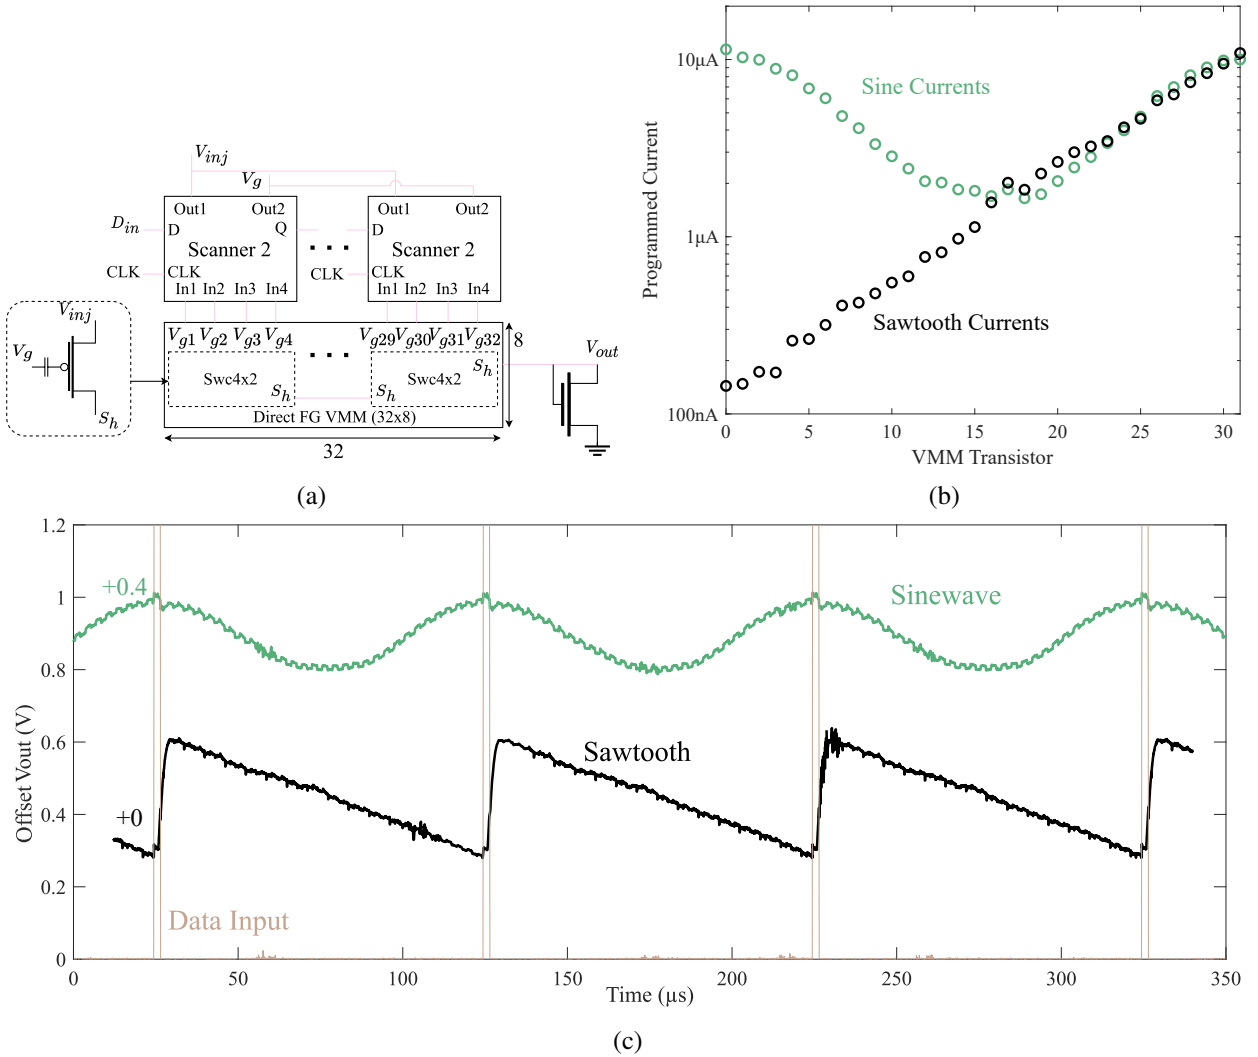 V_inj
V_g
Out1 Out2 Out1 Out2
D_in D Q D
Scanner 2 Scanner 2
CLK CLK CLK CLK
In1 In2 In3 In4 In1 In2 In3 In4
V_inj
V_g
S_h
V_g1 V_g2 V_g3 V_g4 V_g29 V_g30 V_g31 V_g32
8
V_out
S_h
Swc4x2 Swc4x2
S_h S_h
Direct FG VMM (32x8)
32
(a)
10μA
1μA
100nA
Programmed Current
Sine Currents
Sawtooth Currents
0 5 10 15 20 25 30
VMM Transistor
(b)
1.2
1
0.8
0.6
0.4
0.2
0
Offset Vout (V)
+0.4
Sinewave
Sawtooth
+0
Data Input
0 50 100 150 200 250 300 350
Time (μs)
(c)